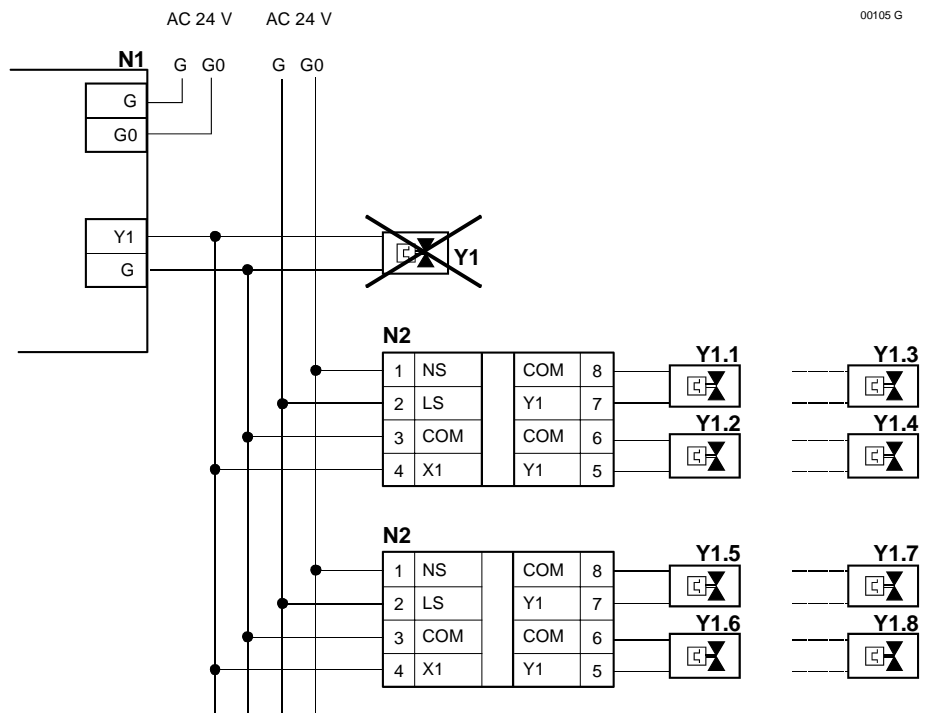 AC 24 V AC 24 V 00105 G
N1 G G0 G G0
G
G0
Y1
G
Y1
N2
1 NS COM 8
2 LS Y1 7
3 COM COM 6
4 X1 Y1 5
Y1.1 Y1.3
Y1.2 Y1.4
N2
1 NS COM 8
2 LS Y1 7
3 COM COM 6
4 X1 Y1 5
Y1.5 Y1.7
Y1.6 Y1.8